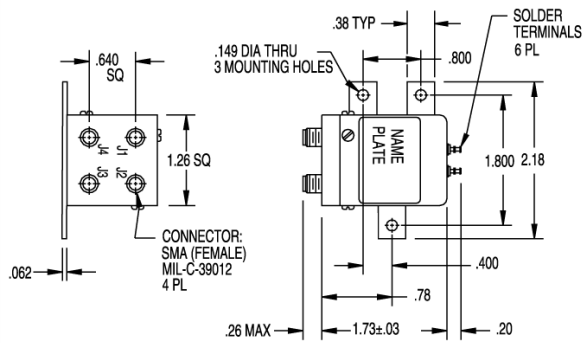 .640
SQ
J4
J1
J3
J2
1.26 SQ
CONNECTOR:
SMA (FEMALE)
MIL-C-39012
4 PL
.062
.38 TYP
.149 DIA THRU
3 MOUNTING HOLES
.800
SOLDER
TERMINALS
6 PL
NAME
PLATE
1.800
2.18
.400
.78
.26 MAX
1.73±.03
.20